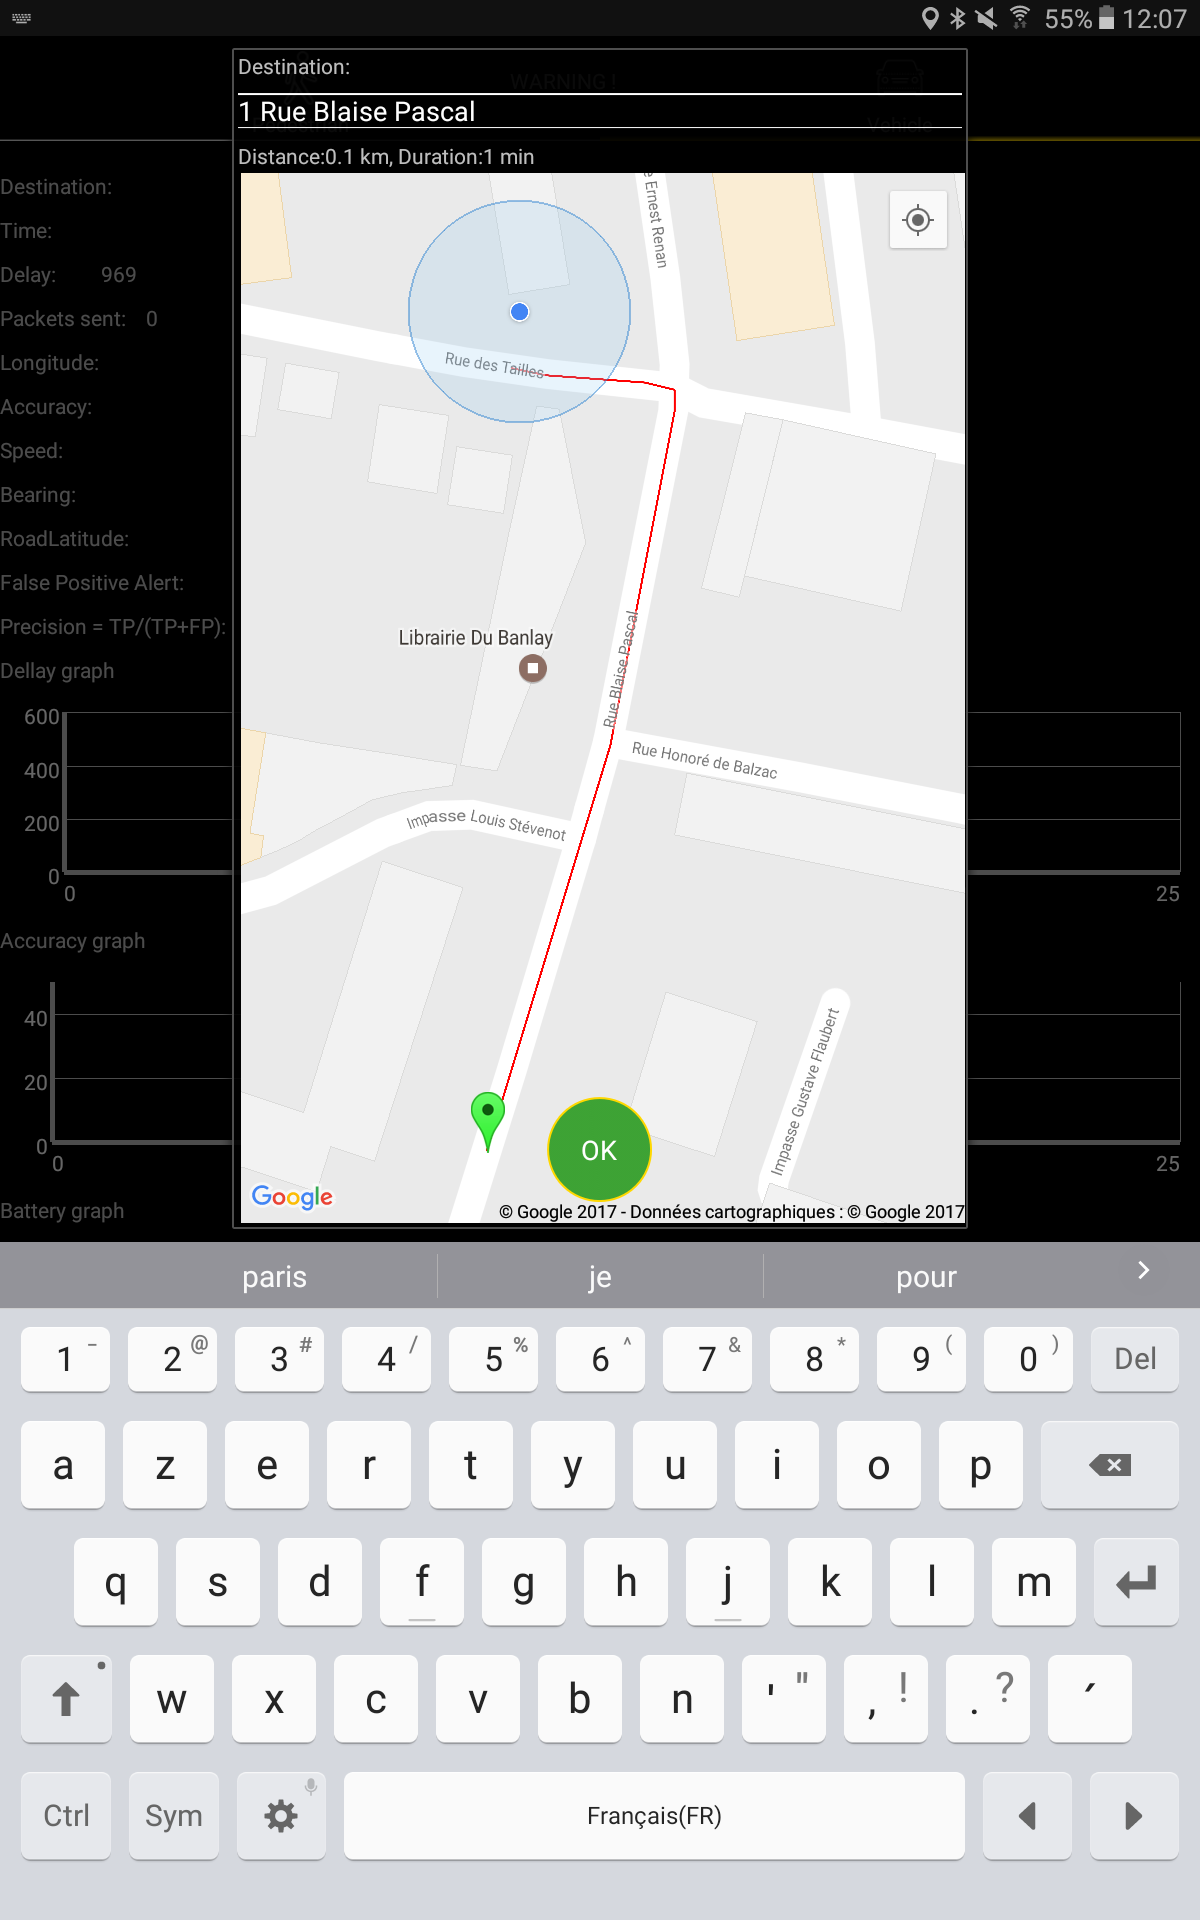 55% 12:07
Destination:
WARNING !
1 Rue Blaise Pascal
Vehicle
Distance:0.1 km, Duration:1 min
Destination:
Time:
Delay: 969
Packets sent: 0
Longitude:
Accuracy:
Speed:
Bearing:
RoadLatitude:
False Positive Alert:
Precision = TP/(TP+FP):
Dellay graph
600
400
200
0
0
25
Accuracy graph
40
20
0
0
25
Battery graph
e Ernest Renan
Rue des Tailles
Librairie Du Banlay
Rue Blaise Pascal
Rue Honoré de Balzac
Impasse Louis Stévenot
Impasse Gustave Flaubert
OK
Google
© Google 2017 - Données cartographiques : © Google 2017
paris je pour
1 - 2 @ 3 # 4 / 5 % 6 ^ 7 & 8 * 9 ( 0 ) Del
a z e r t y u i o p
q s d f g h j k l m
w x c v b n ' " , ! . ? ´
Ctrl Sym Français(FR)